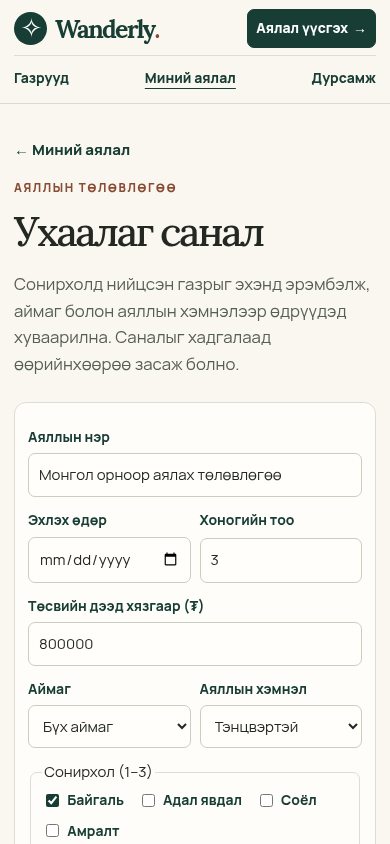 Wanderly.
Аялал үүсгэх →
Газрууд Миний аялал Дурсамж
← Миний аялал
АЯЛЛЫН ТӨЛӨВЛӨГӨӨ
Ухаалаг санал
Сонирхолд нийцсэн газрыг эхэнд эрэмбэлж,
аймаг болон аяллын хэмнэлээр өдрүүдэд
хуваарилна. Саналыг хадгалаад
өөрийнхөөрөө засаж болно.
Аяллын нэр
Монгол орноор аялах төлөвлөгөө
Эхлэх өдөр Хоногийн тоо
mm/dd/yyyy 3
Төсвийн дээд хязгаар (₮)
800000
Аймаг Аяллын хэмнэл
Бүх аймаг Тэнцвэртэй
Сонирхол (1–3)
Байгаль Адал явдал Соёл
Амралт